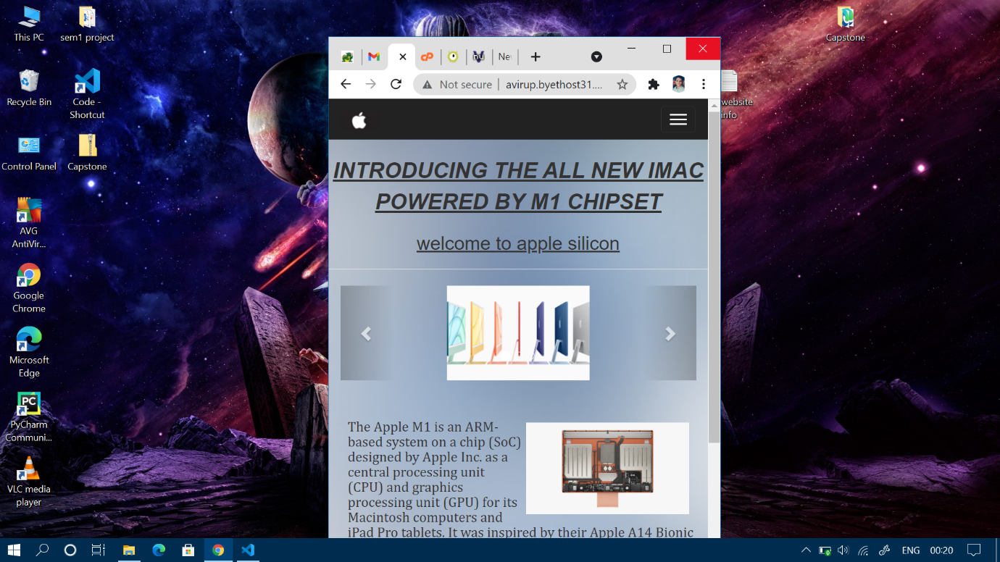 This PC
sem1 project
Capstone
Recycle Bin
Code -
Shortcut
Control Panel
Capstone
AVG
AntiVir...
Google
Chrome
Microsoft
Edge
PC
PyCharm
Communi...
VLC media
player
website
info
nu
Ne
Not secure
avirup.byethost31....
INTRODUCING THE ALL NEW IMAC
POWERED BY M1 CHIPSET
welcome to apple silicon
The Apple M1 is an ARM-
based system on a chip (SoC)
designed by Apple Inc. as a
central processing unit
(CPU) and graphics
processing unit (GPU) for its
Macintosh computers and
iPad Pro tablets. It was inspired by their Apple A14 Bionic
ENG
00:20